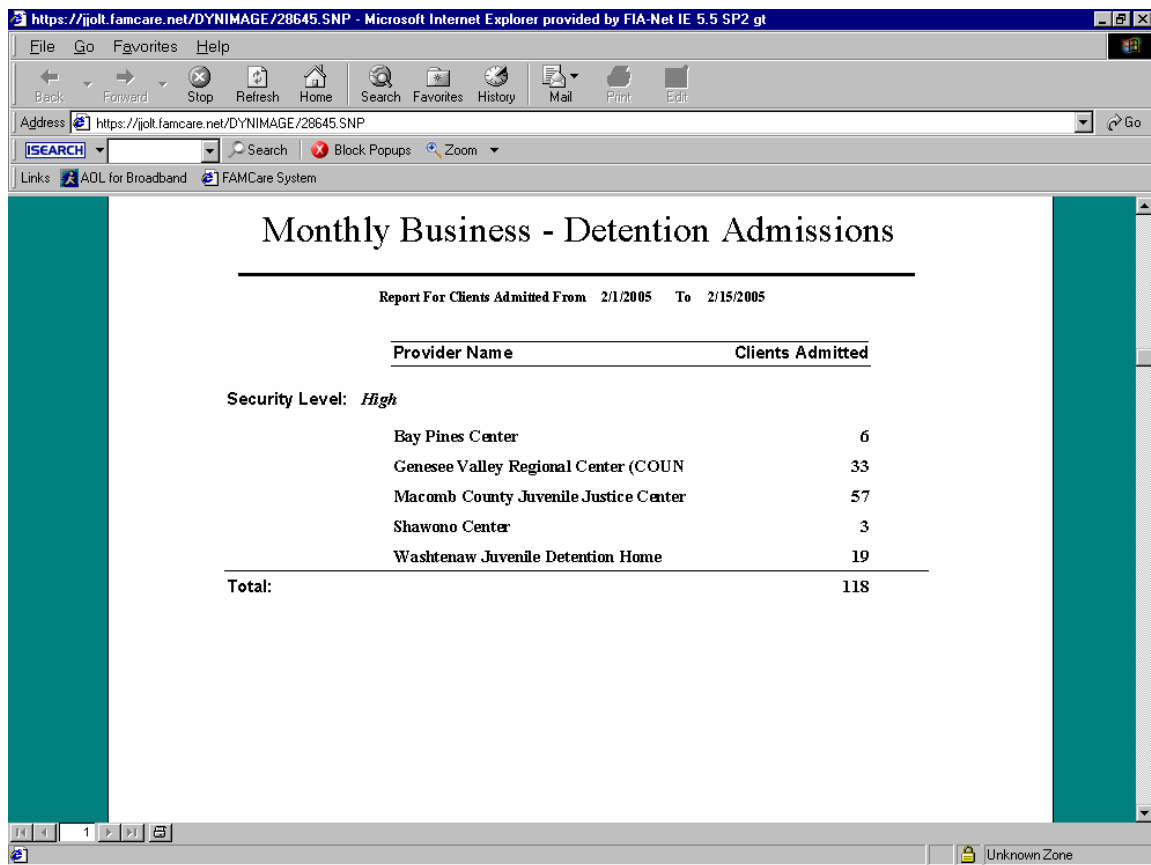 https://jjolt.famcare.net/DYNIMAGE/28645.SNP - Microsoft Internet Explorer provided by FIA-Net IE 5.5 SP2 gt
File Go Favorites Help
Back Forward Stop Refresh Home Search Favorites History Mail Print Edit
Address https://jjolt.famcare.net/DYNIMAGE/28645.SNP Go
ISEARCH Search Block Popups Zoom
Links AOL for Broadband FAMCare System
Monthly Business - Detention Admissions
Report For Clients Admitted From 2/1/2005 To 2/15/2005
Provider Name Clients Admitted
Security Level: High
Bay Pines Center 6
Genesee Valley Regional Center (COUN 33
Macomb County Juvenile Justice Center 57
Shawono Center 3
Washtenaw Juvenile Detention Home 19
Total: 118
1
Unknown Zone